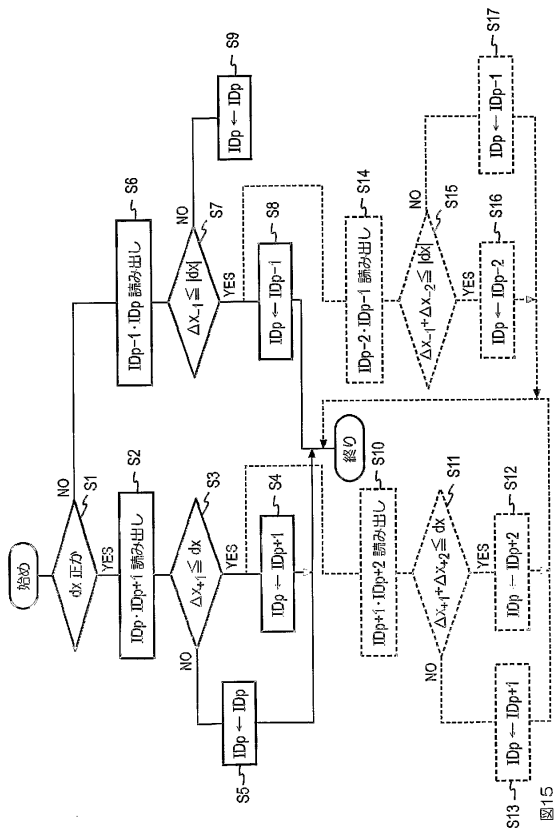 始め
dx 正か
S1
YES
NO
IDp・IDp+1 読み出し
S2
Δx+1 ≦ dx
S3
YES
NO
IDp ← IDp+1
S4
IDp ← IDp
S5
IDp-1・IDp 読み出し
S6
Δx-1 ≦ |dx|
S7
YES
NO
IDp ← IDp-1
S8
IDp ← IDp
S9
終り
IDp+1・IDp+2 読み出し
S10
Δx+1+Δx+2 ≦ dx
S11
YES
NO
IDp ← IDp+2
S12
IDp ← IDp+1
S13
IDp-2・IDp-1 読み出し
S14
Δx-1+Δx-2 ≦ |dx|
S15
YES
NO
IDp ← IDp-2
S16
IDp ← IDp-1
S17
図15